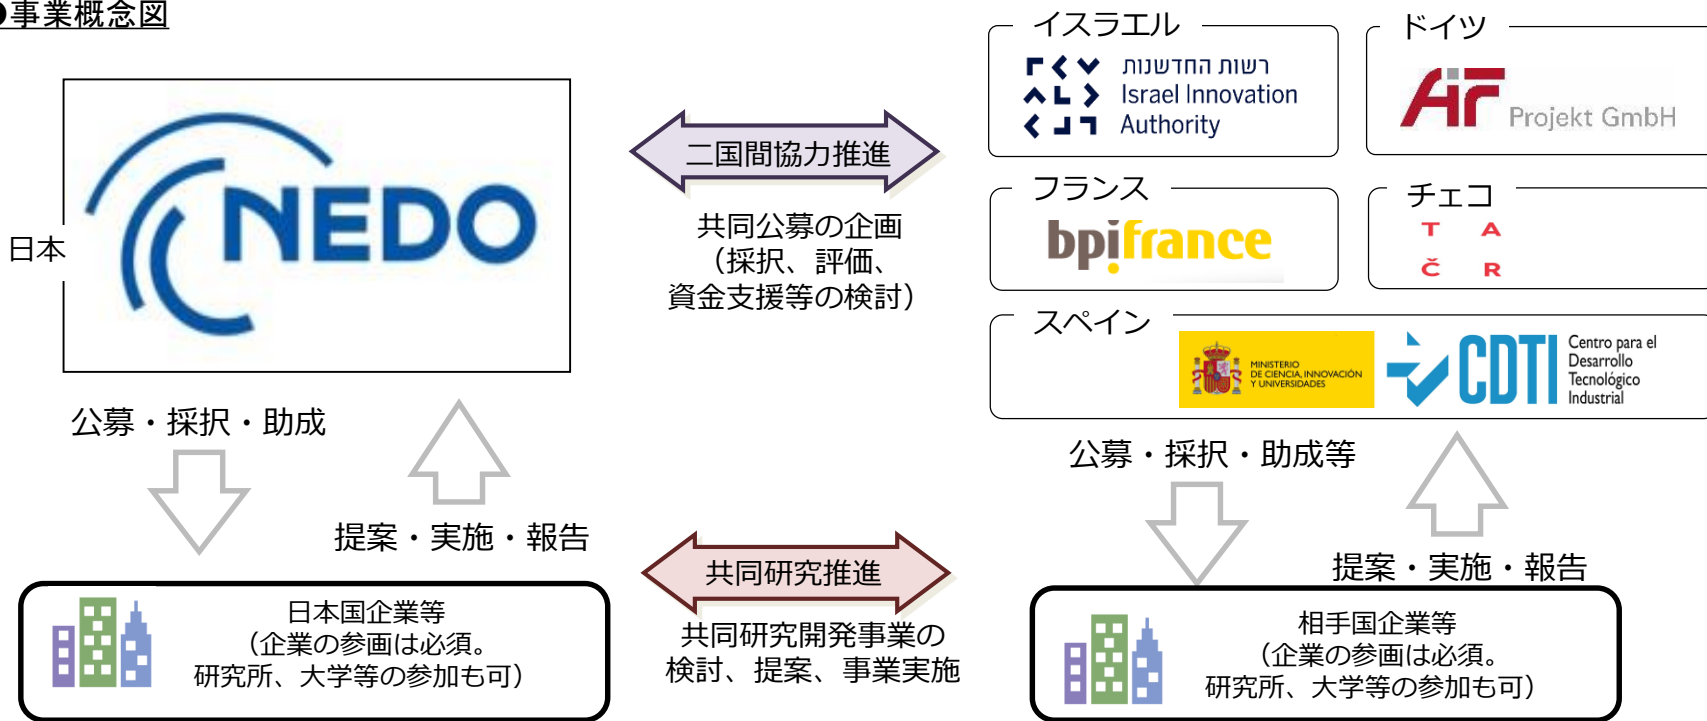 ●事業概念図
日本
NEDO
二国間協力推進
共同公募の企画
（採択、評価、
資金支援等の検討）
イスラエル
רשות החדשנות
Israel Innovation
Authority
ドイツ
AiF
Projekt GmbH
フランス
bpifrance
チェコ
T A
Č R
スペイン
MINISTERIO
DE CIENCIA, INNOVACIÓN
Y UNIVERSIDADES
CDTI
Centro para el
Desarrollo
Tecnológico
Industrial
公募・採択・助成
提案・実施・報告
公募・採択・助成等
提案・実施・報告
日本国企業等
（企業の参画は必須。
研究所、大学等の参加も可）
共同研究推進
共同研究開発事業の
検討、提案、事業実施
相手国企業等
（企業の参画は必須。
研究所、大学等の参加も可）